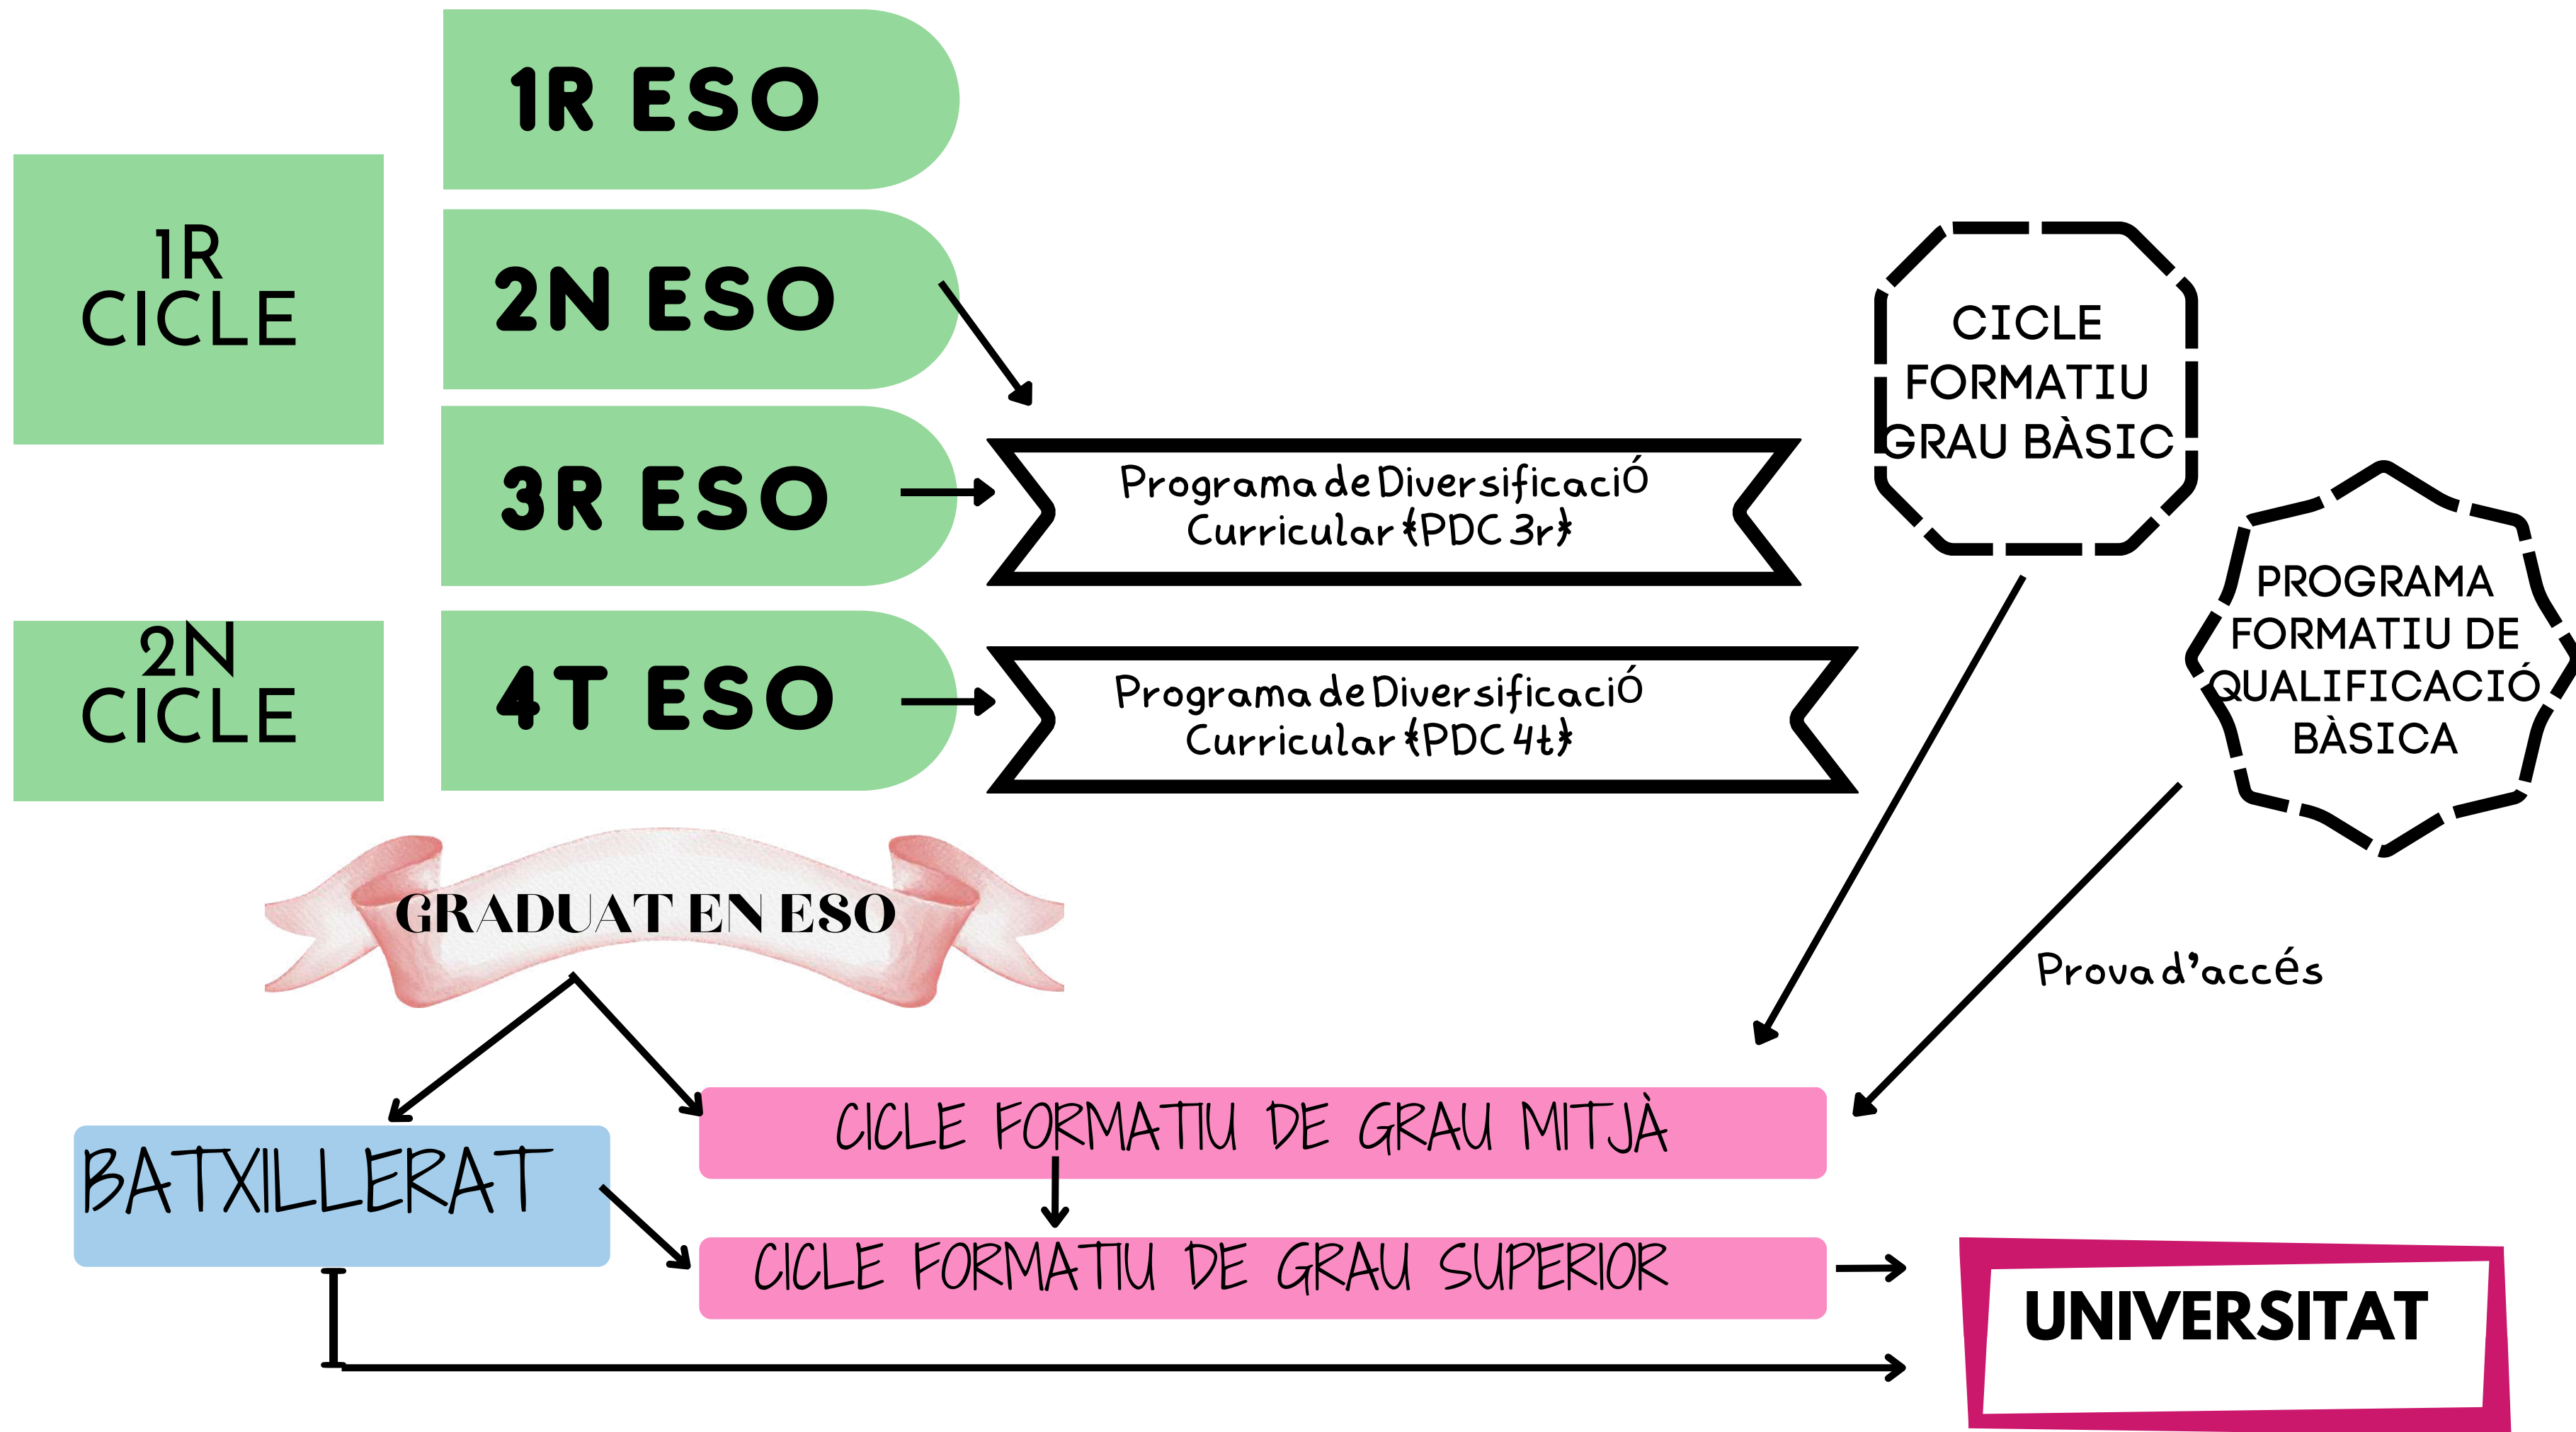 1R ESO
1R
CICLE
2N ESO
3R ESO
Programa de Diversificació
Curricular (PDC 3r)
2N
CICLE
4T ESO
Programa de Diversificació
Curricular (PDC 4t)
CICLE
FORMATIU
GRAU BÀSIC
PROGRAMA
FORMATIU DE
QUALIFICACIÓ
BÀSICA
GRADUAT EN ESO
Prova d'accés
CICLE FORMATIU DE GRAU MITJÀ
BATXILLERAT
CICLE FORMATIU DE GRAU SUPERIOR
UNIVERSITAT